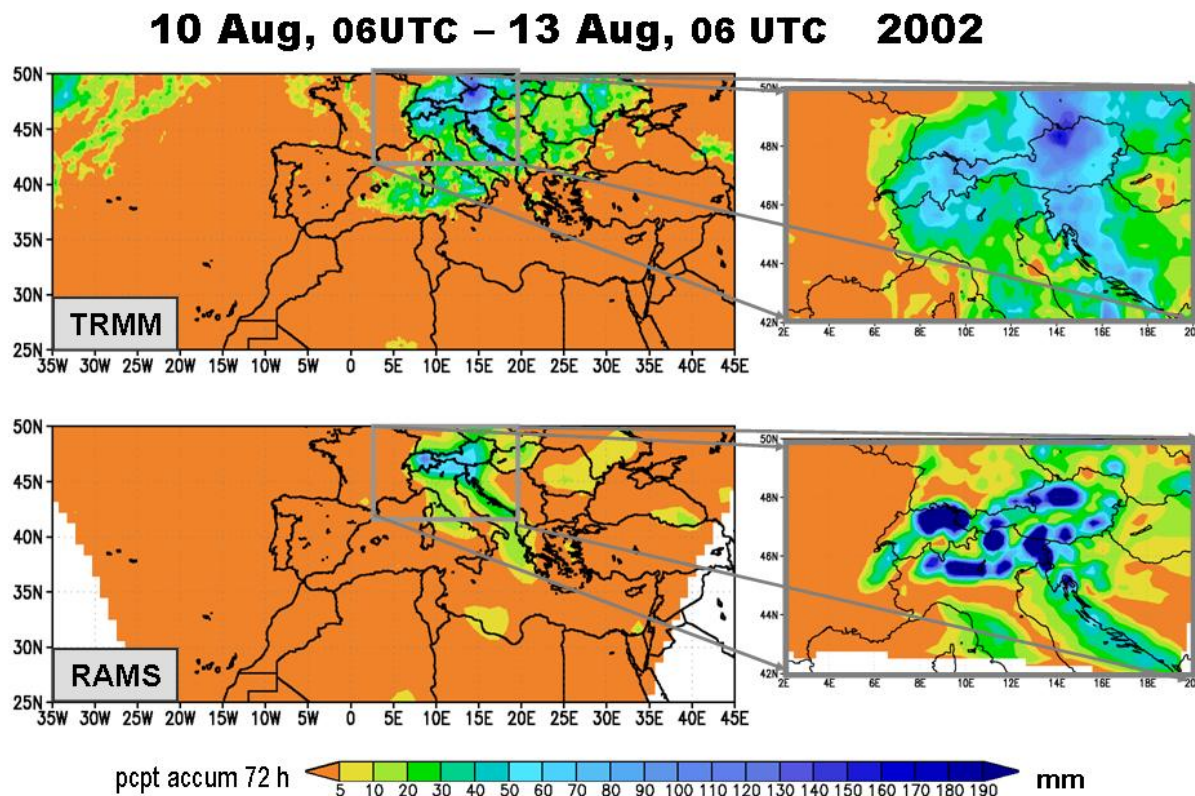 10 Aug, 06UTC – 13 Aug, 06 UTC 2002
50N
45N
40N
35N
30N
25N
TRMM
35W 30W 25W 20W 15W 10W 5W 0 5E 10E 15E 20E 25E 30E 35E 40E 45E
50N
48N
46N
44N
42N
2E 4E 6E 8E 10E 12E 14E 16E 18E 20
50N
45N
40N
35N
30N
25N
RAMS
35W 30W 25W 20W 15W 10W 5W 0 5E 10E 15E 20E 25E 30E 35E 40E 45E
50N
48N
46N
44N
42N
2E 4E 6E 8E 10E 12E 14E 16E 18E 20
pcpt accum 72 h
5 10 20 30 40 50 60 70 80 90 100 110 120 130 140 150 160 170 180 190
mm